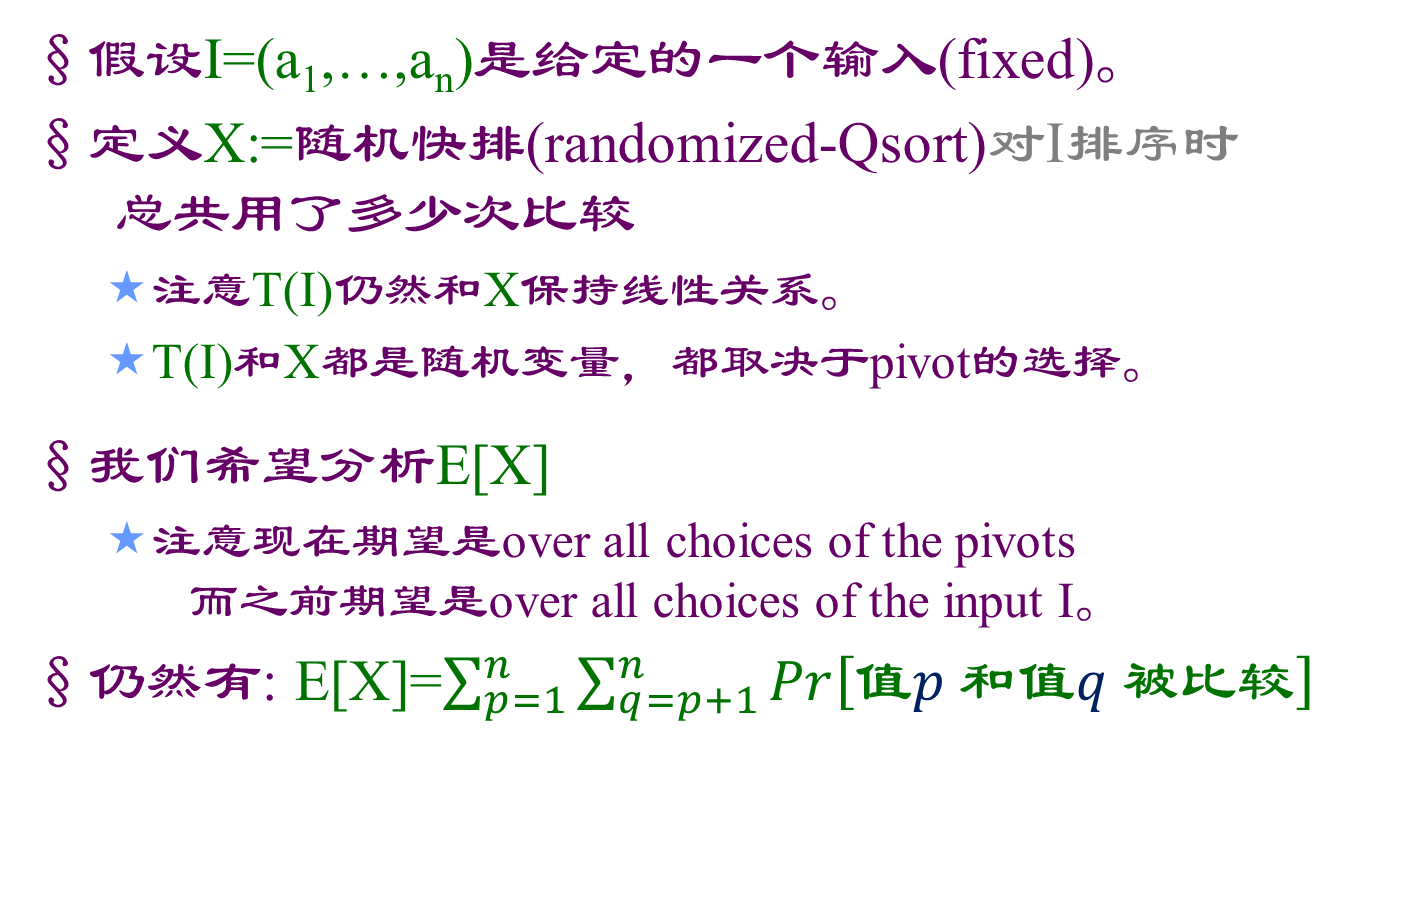 § 假设I=(a₁,…,aₙ)是给定的一个输入(fixed)。
§ 定义X:=随机快排(randomized-Qsort)对I排序时
总共用了多少次比较
★ 注意T(I)仍然和X保持线性关系。
★ T(I)和X都是随机变量，都取决于pivot的选择。
§ 我们希望分析E[X]
★ 注意现在期望是over all choices of the pivots
而之前期望是over all choices of the input I。
§ 仍然有: E[X]=∑_{p=1}^{n} ∑_{q=p+1}^{n} Pr[值p 和值q 被比较]